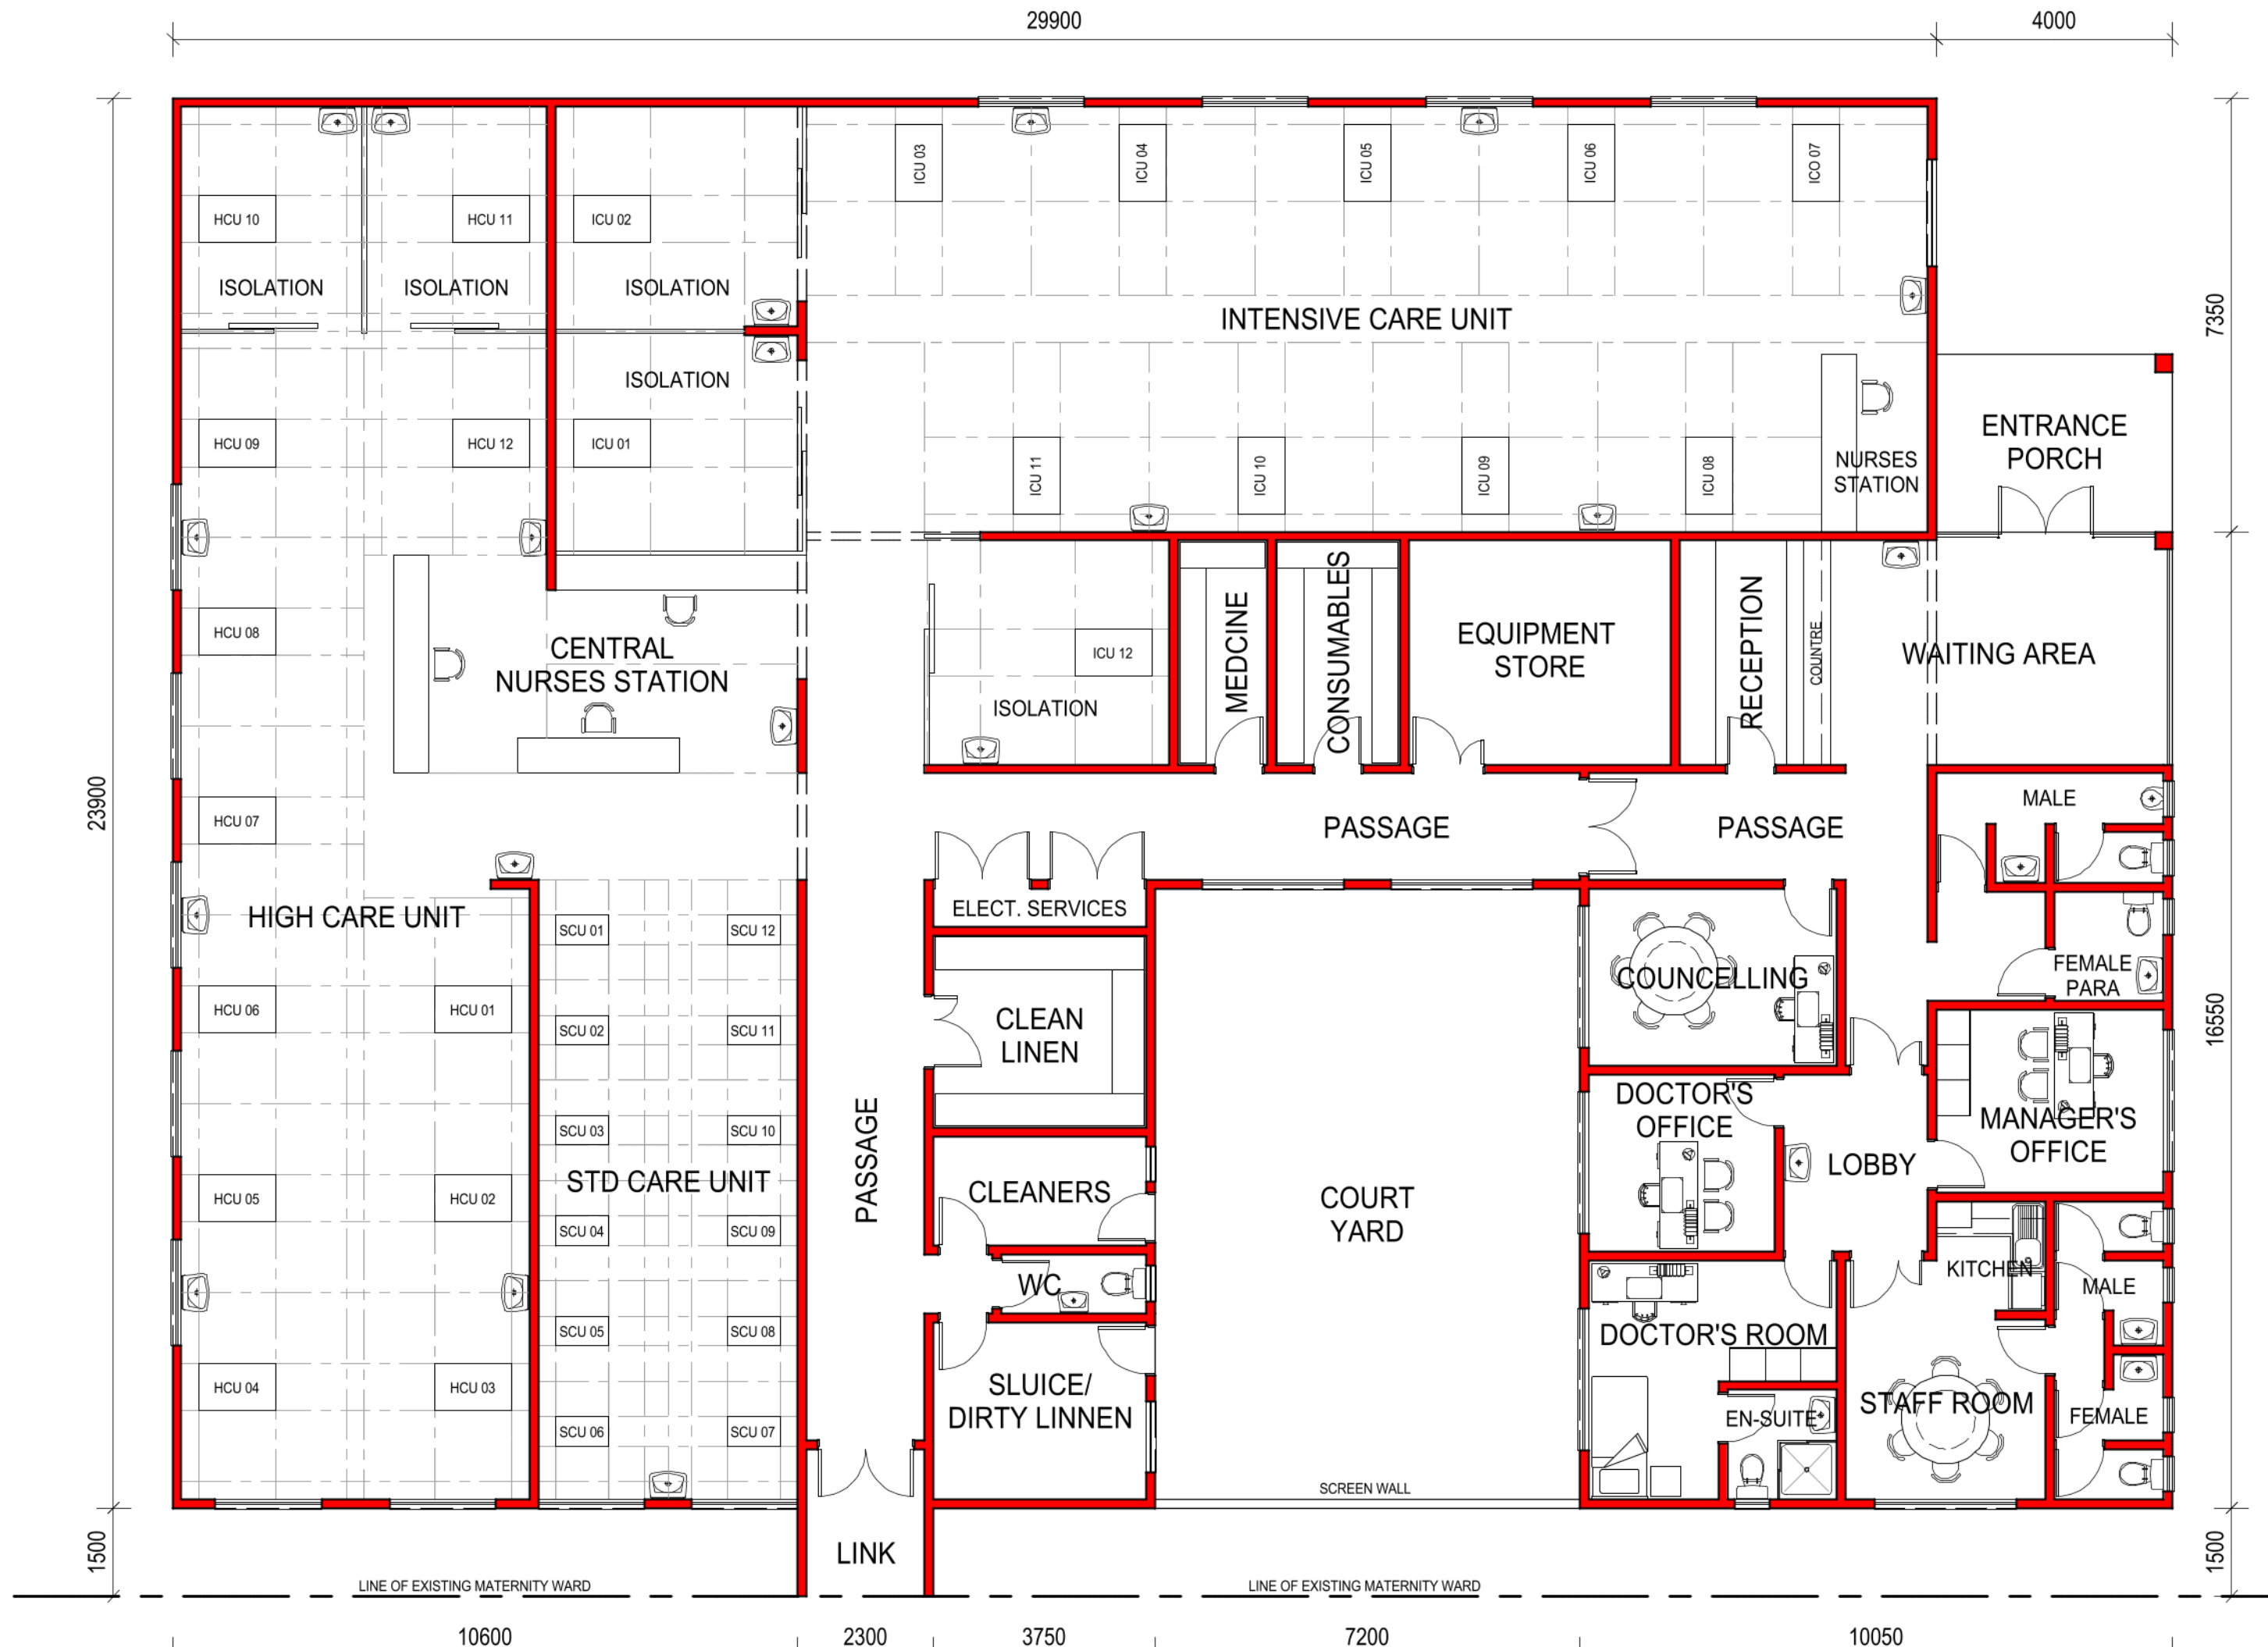 29900
4000
ICU 03
ICU 04
ICU 05
ICU 06
ICO 07
HCU 10
HCU 11
ICU 02
ISOLATION
ISOLATION
ISOLATION
INTENSIVE CARE UNIT
7350
ISOLATION
HCU 09
HCU 12
ICU 01
ICU 11
ICU 10
ICU 09
ICU 08
NURSES
STATION
ENTRANCE
PORCH
HCU 08
CENTRAL
NURSES STATION
ICU 12
ISOLATION
MEDCINE
CONSUMABLES
EQUIPMENT
STORE
RECEPTION
COUNTRE
WAITING AREA
23900
HCU 07
PASSAGE
PASSAGE
MALE
HIGH CARE UNIT
SCU 01
SCU 12
ELECT. SERVICES
COUNCELLING
FEMALE
PARA
HCU 06
HCU 01
SCU 02
SCU 11
CLEAN
LINEN
16550
DOCTOR'S
OFFICE
MANAGER'S
OFFICE
SCU 03
SCU 10
PASSAGE
LOBBY
HCU 05
HCU 02
STD CARE UNIT
CLEANERS
COURT
YARD
SCU 04
SCU 09
KITCHEN
MALE
WC
SCU 05
SCU 08
DOCTOR'S ROOM
HCU 04
HCU 03
SLUICE/
DIRTY LINNEN
STAFF ROOM
EN-SUITE
FEMALE
SCU 06
SCU 07
SCREEN WALL
1500
LINK
1500
LINE OF EXISTING MATERNITY WARD
LINE OF EXISTING MATERNITY WARD
10600
2300
3750
7200
10050